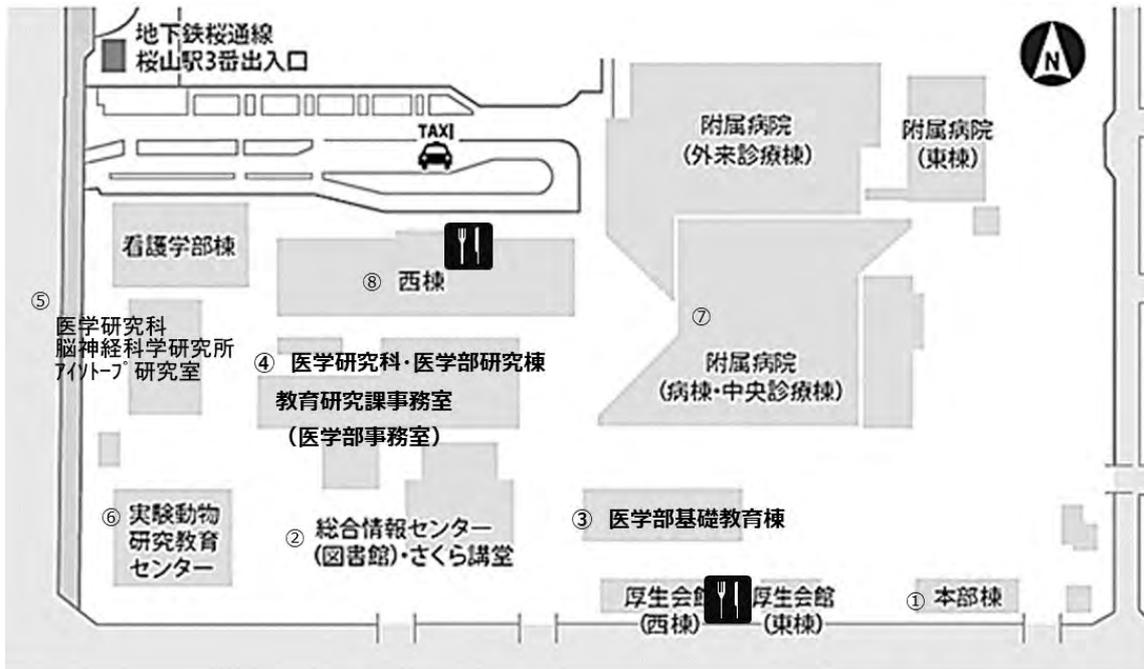 地下鉄桜通線
桜山駅3番出入口
N
TAXI
附属病院
(外来診療棟)
附属病院
(東棟)
看護学部棟
⑧ 西棟
⑤
医学研究科
脳神経科学研究所
ｱｲｿﾄｰﾌﾟ研究室
④ 医学研究科・医学部研究棟
教育研究課事務室
(医学部事務室)
⑦
附属病院
(病棟・中央診療棟)
⑥ 実験動物
研究教育
センター
② 総合情報センター
(図書館)・さくら講堂
③ 医学部基礎教育棟
厚生会館
(西棟)
厚生会館
(東棟)
① 本部棟